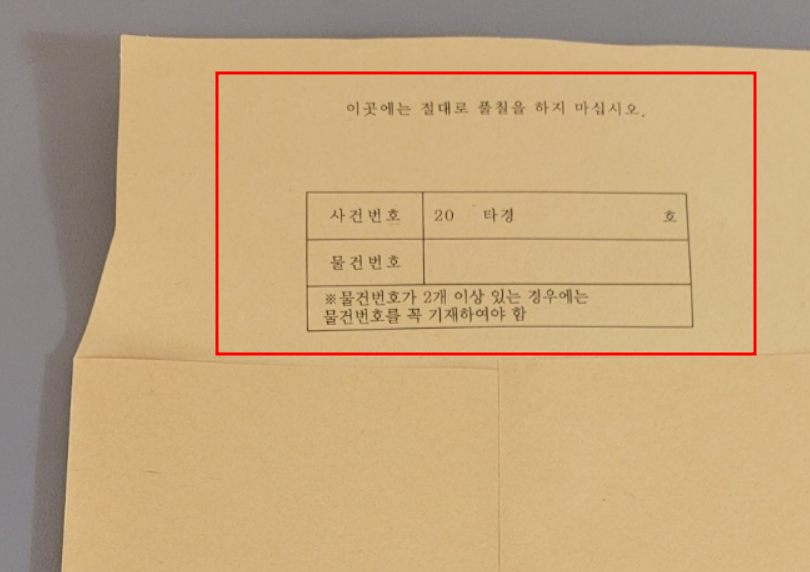 이곳에는 절대로 풀칠을 하지 마십시오.
사건번호 20 타경 호
물건번호
※물건번호가 2개 이상 있는 경우에는
물건번호를 꼭 기재하여야 함